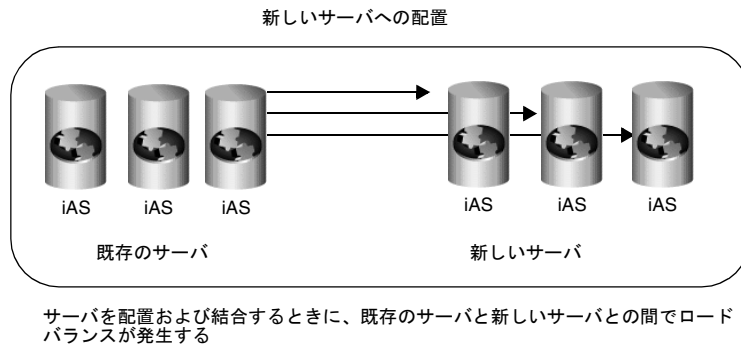 新しいサーバへの配置
iAS
iAS
iAS
iAS
iAS
iAS
既存のサーバ
新しいサーバ
サーバを配置および結合するときに、既存のサーバと新しいサーバとの間でロード
バランスが発生する